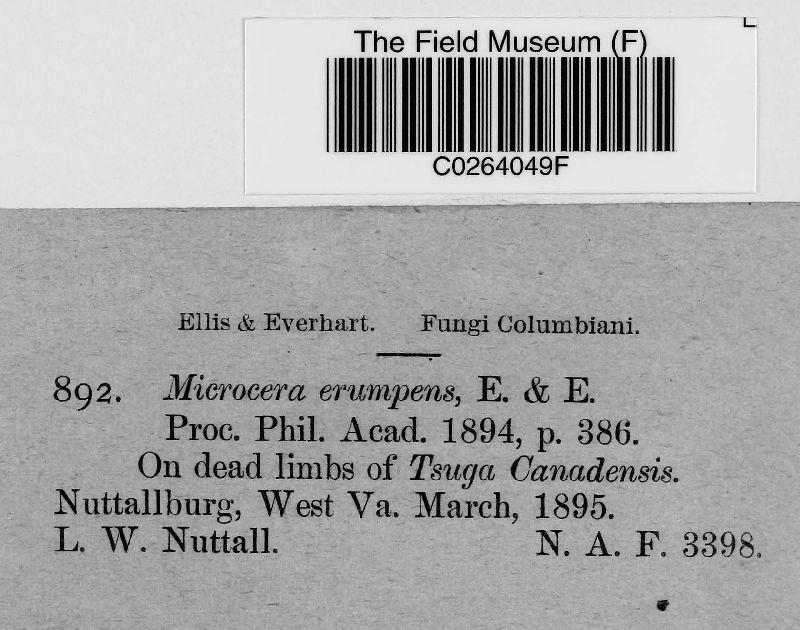 The Field Museum (F)
C0264049F
Ellis & Everhart. Fungi Columbiani.
892. Microcera erumpens, E. & E.
Proc. Phil. Acad. 1894, p. 386.
On dead limbs of Tsuga Canadensis.
Nuttallburg, West Va. March, 1895.
L. W. Nuttall. N. A. F. 3398.